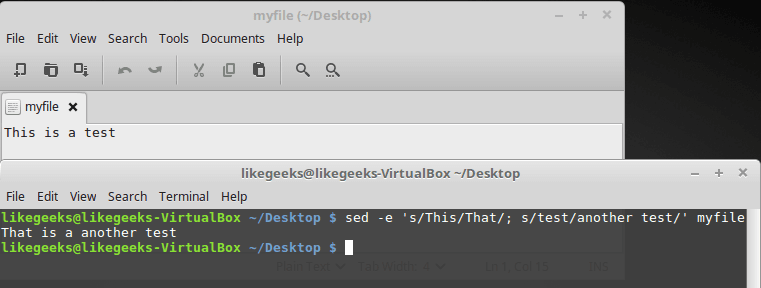 myfile (~/Desktop)
File Edit View Search Tools Documents Help
myfile
This is a test
likegeeks@likegeeks-VirtualBox ~/Desktop
File Edit View Search Terminal Help
likegeeks@likegeeks-VirtualBox ~/Desktop $ sed -e 's/This/That/; s/test/another test/' myfile
That is a another test
likegeeks@likegeeks-VirtualBox ~/Desktop $
Plain Text Tab Width: 4 Ln 1, Col 15 INS